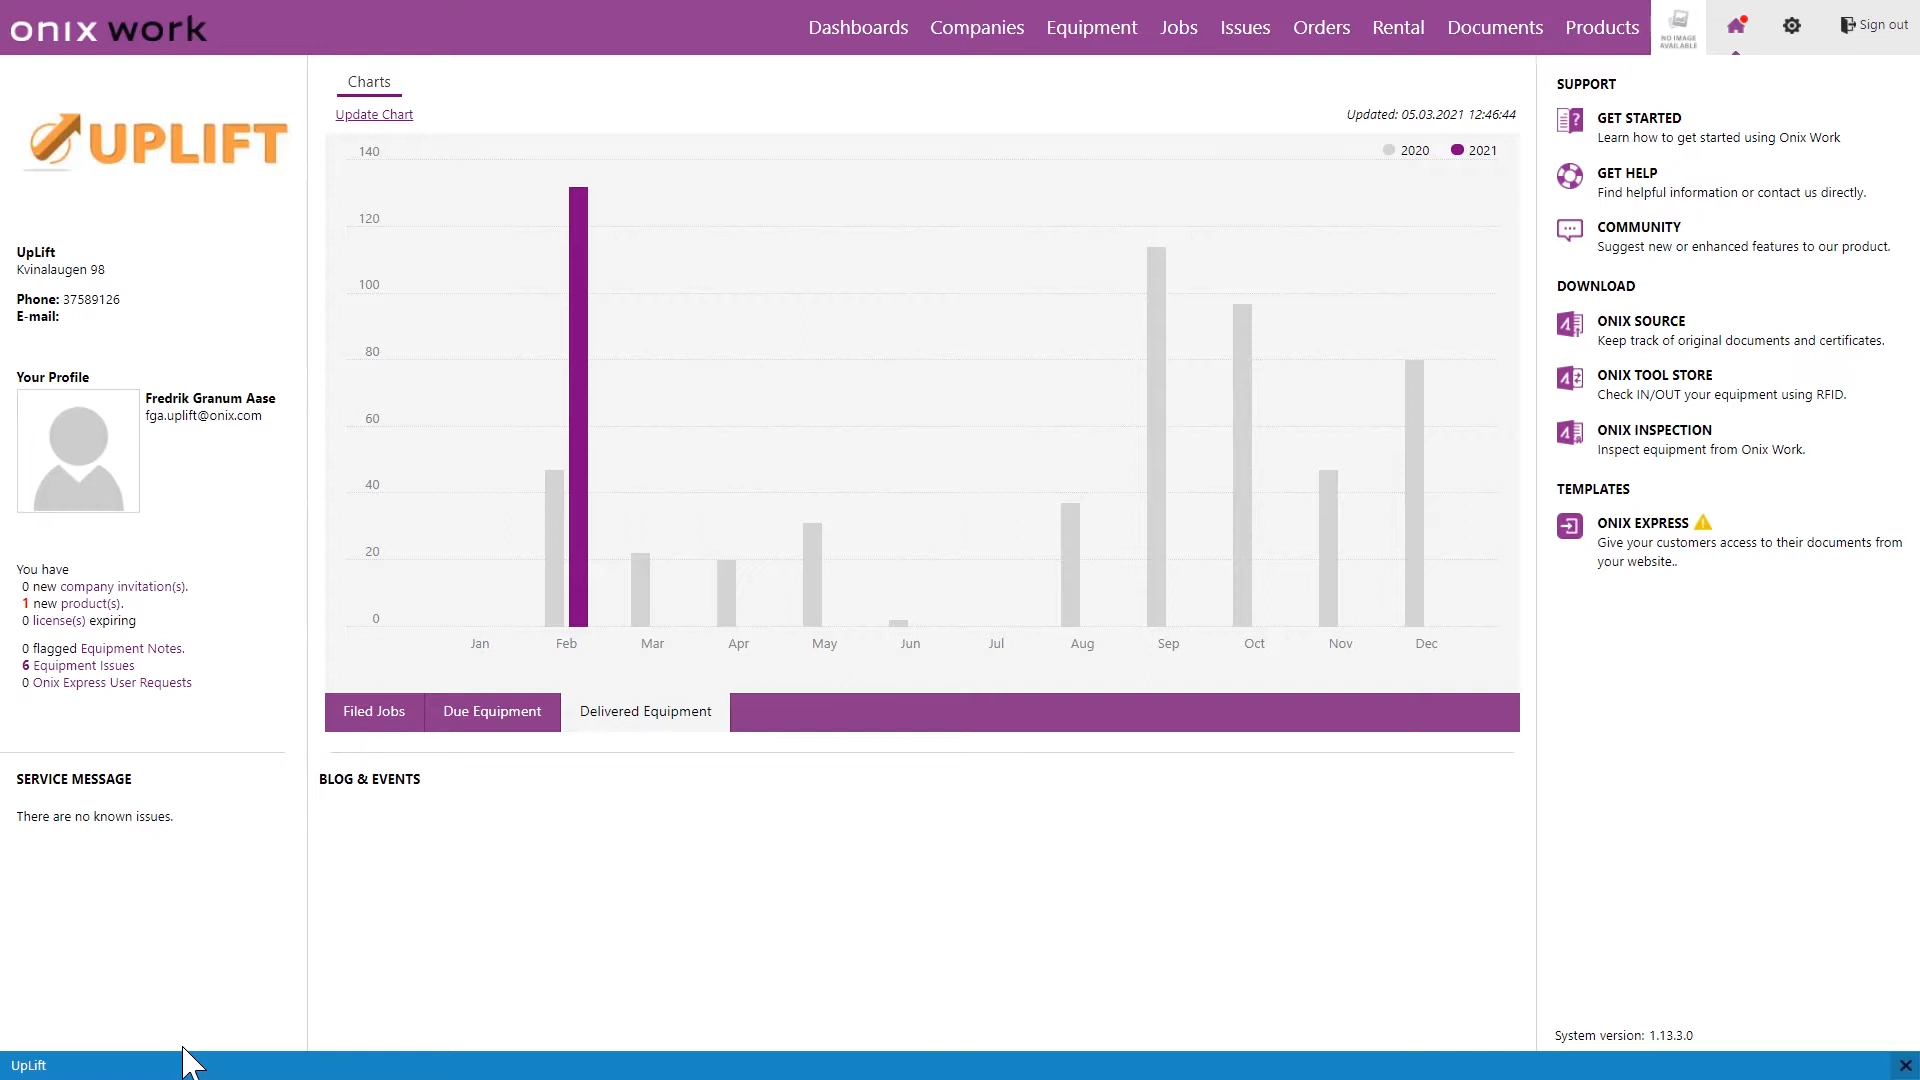 onix work
Dashboards Companies Equipment Jobs Issues Orders Rental Documents Products
NO IMAGE
AVAILABLE
Sign out
UPLIFT
UpLift
Kvinalaugen 98
Phone: 37589126
E-mail:
Your Profile
Fredrik Granum Aase
fga.uplift@onix.com
You have
0 new company invitation(s).
1 new product(s).
0 license(s) expiring
0 flagged Equipment Notes.
6 Equipment Issues
0 Onix Express User Requests
SERVICE MESSAGE
There are no known issues.
Charts
Update Chart
Updated: 05.03.2021 12:46:44
2020 2021
140
120
100
80
60
40
20
0
Jan Feb Mar Apr May Jun Jul Aug Sep Oct Nov Dec
Filed Jobs Due Equipment Delivered Equipment
BLOG & EVENTS
SUPPORT
GET STARTED
Learn how to get started using Onix Work
GET HELP
Find helpful information or contact us directly.
COMMUNITY
Suggest new or enhanced features to our product.
DOWNLOAD
ONIX SOURCE
Keep track of original documents and certificates.
ONIX TOOL STORE
Check IN/OUT your equipment using RFID.
ONIX INSPECTION
Inspect equipment from Onix Work.
TEMPLATES
ONIX EXPRESS
Give your customers access to their documents from
your website..
System version: 1.13.3.0
UpLift